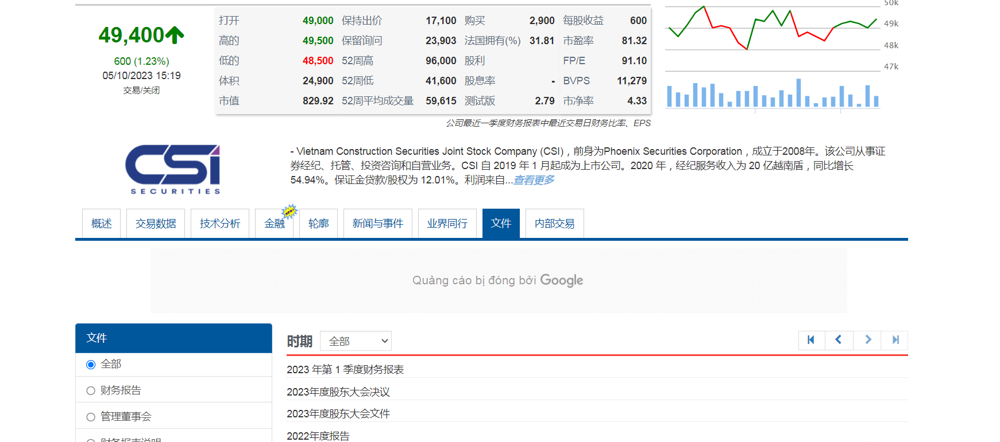 49,400
600 (1.23%)
05/10/2023 15:19
交易/关闭
打开 49,000 保持出价 17,100 购买 2,900 每股收益 600
高的 49,500 保留询问 23,903 法国拥有(%) 31.81 市盈率 81.32
低的 48,500 52周高 96,000 股利 FP/E 91.10
体积 24,900 52周低 41,600 股息率 - BVPS 11,279
市值 829.92 52周平均成交量 59,615 测试版 2.79 市净率 4.33
公司最近一季度财务报表中最近交易日财务比率、EPS
50k
49k
48k
47k
CSI
SECURITIES
- Vietnam Construction Securities Joint Stock Company (CSI)，前身为Phoenix Securities Corporation，成立于2008年。该公司从事证
券经纪、托管、投资咨询和自营业务。CSI 自 2019 年 1 月起成为上市公司。2020 年，经纪服务收入为 20 亿越南盾，同比增长
54.94%。保证金贷款/股权为 12.01%。利润来自...查看更多
概述 交易数据 技术分析 金融 NEW! 轮廓 新闻与事件 业界同行 文件 内部交易
Quảng cáo bị đóng bởi Google
文件
全部
财务报告
管理董事会
财务报表说明
时期 全部
2023 年第 1 季度财务报表
2023年度股东大会决议
2023年度股东大会文件
2022年度报告